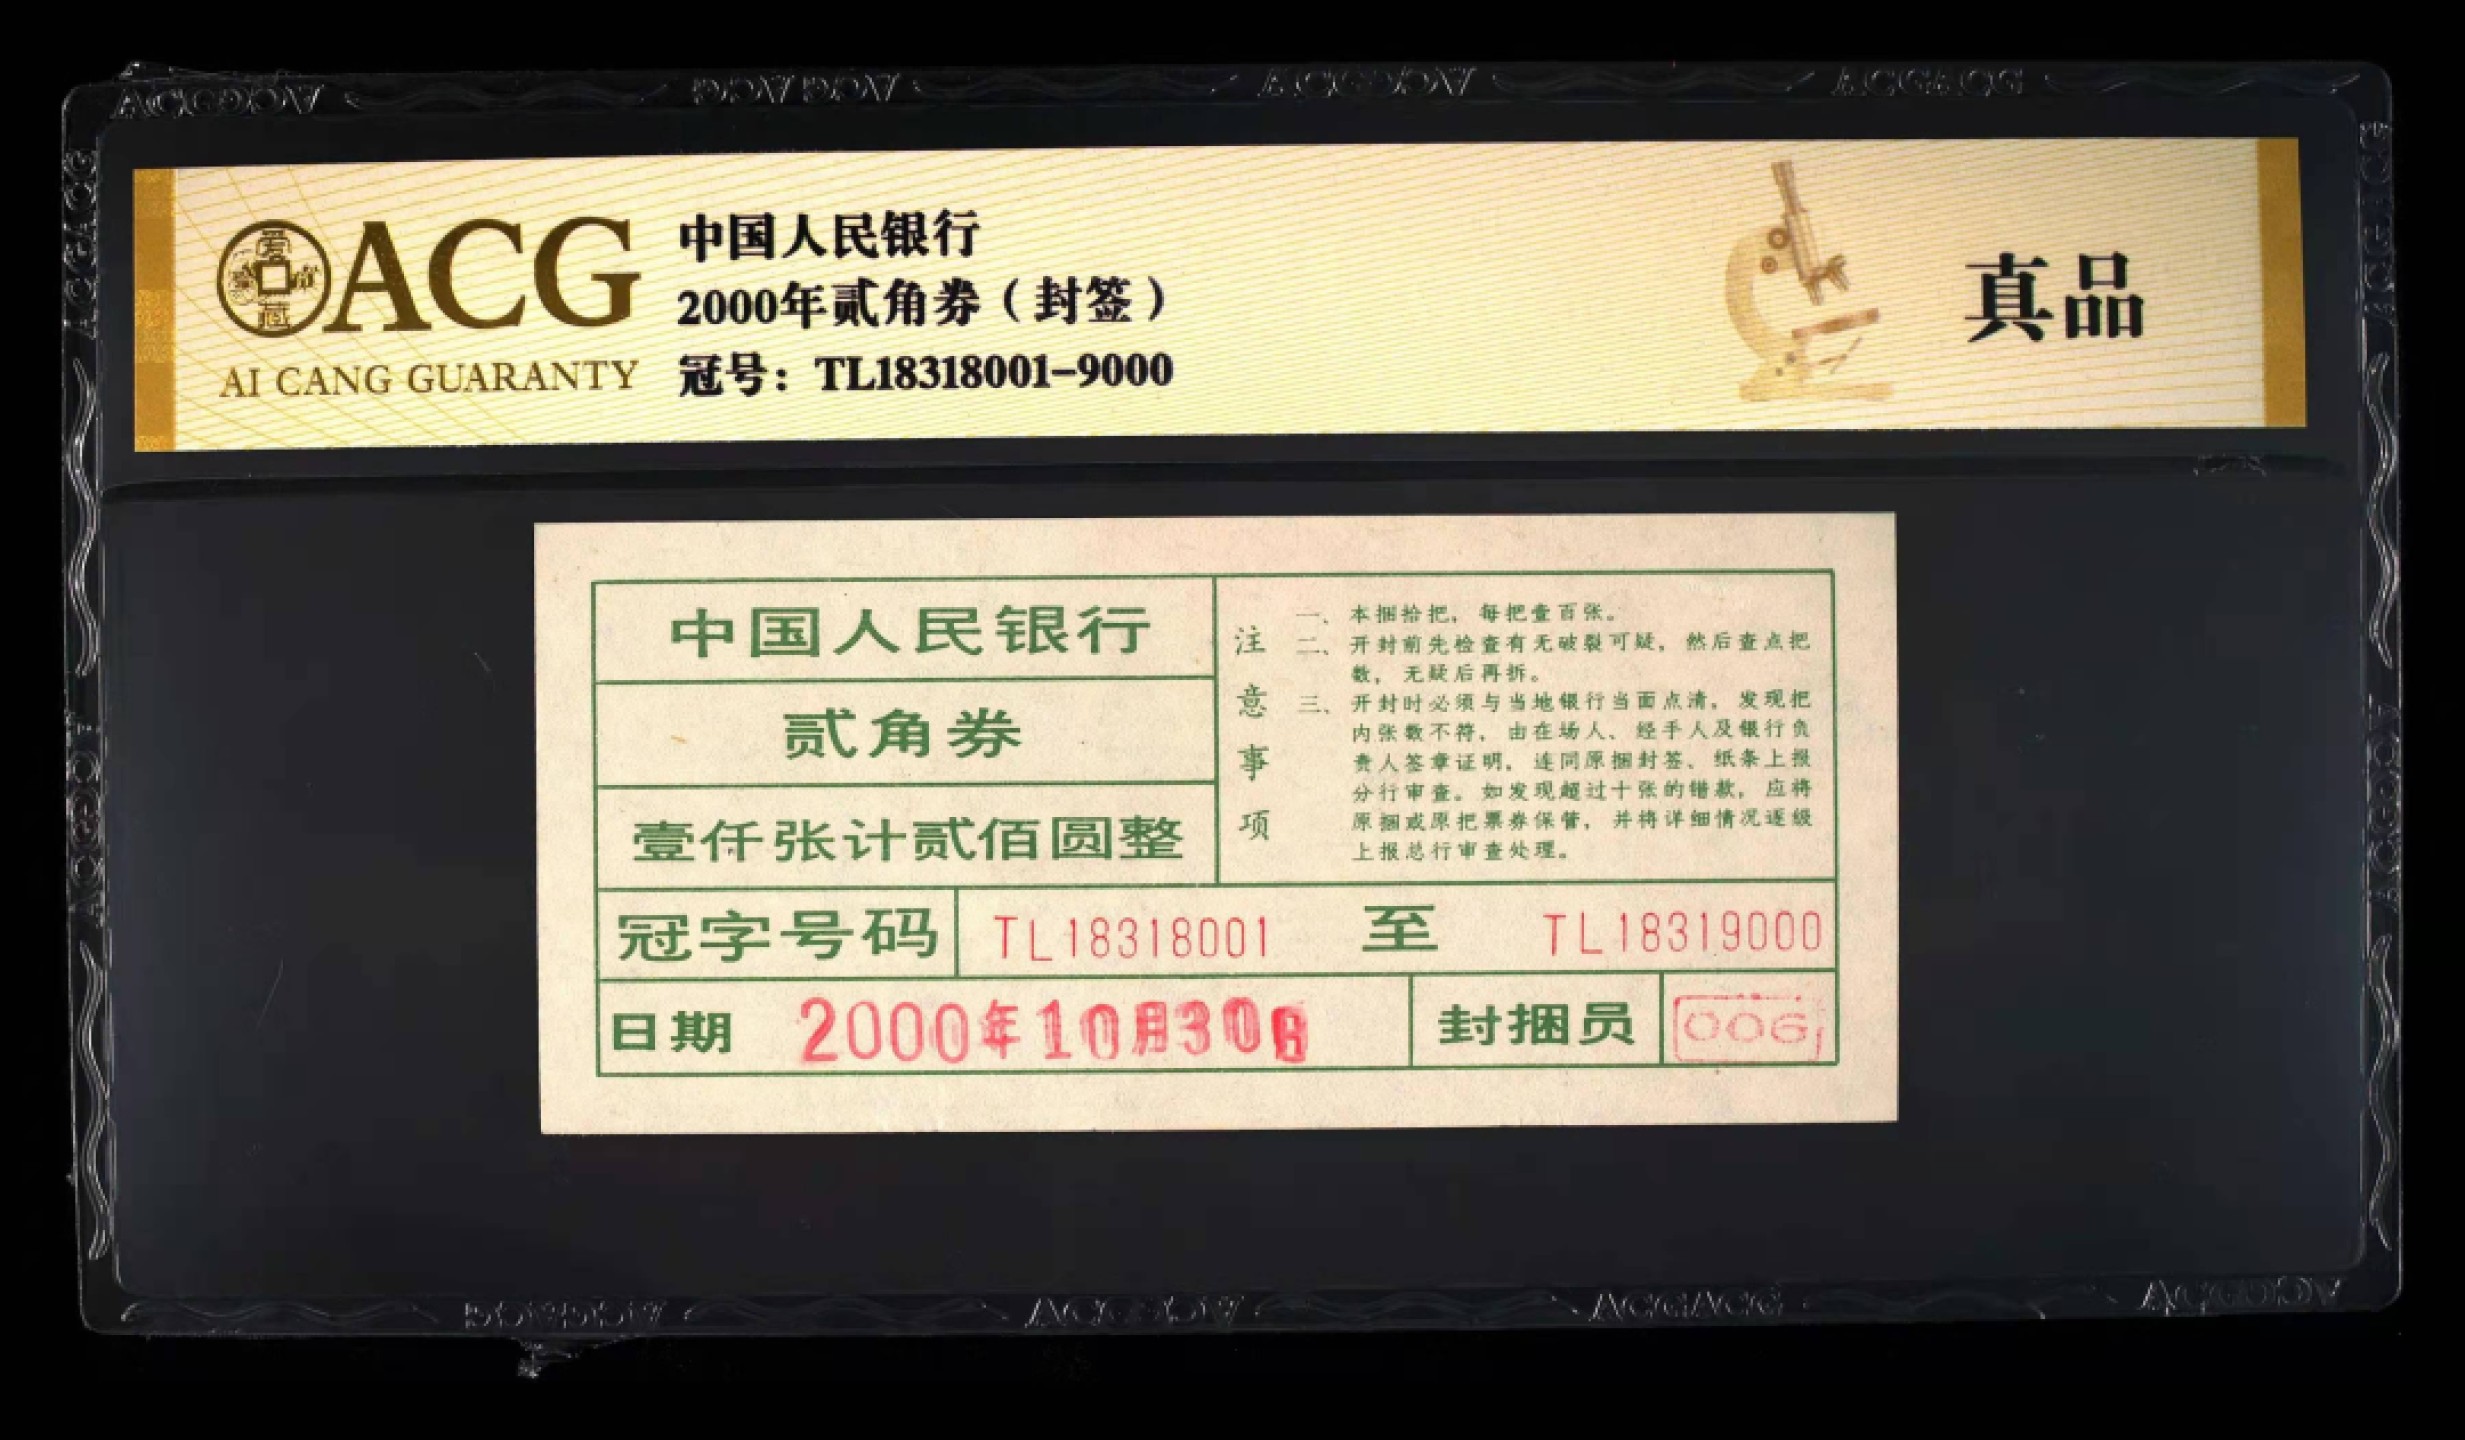 ACG
AI CANG GUARANTY
中国人民银行
2000年贰角券（封签）
冠号：TL18318001-9000
真品
中国人民银行
贰角券
壹仟张计贰佰圆整
注意事项
一、本捆拾把，每把壹百张。
二、开封前先检查有无破裂可疑，然后查点把
数，无疑后再拆。
三、开封时必须与当地银行当面点清，发现把
内张数不符，由在场人、经手人及银行负
责人签章证明，连同原捆封签、纸条上报
分行审查。如发现超过十张的错款，应将
原捆或原把票券保管，并将详细情况逐级
上报总行审查处理。
冠字号码 TL18318001 至 TL18319000
日期 2000年10月30日 封捆员 006